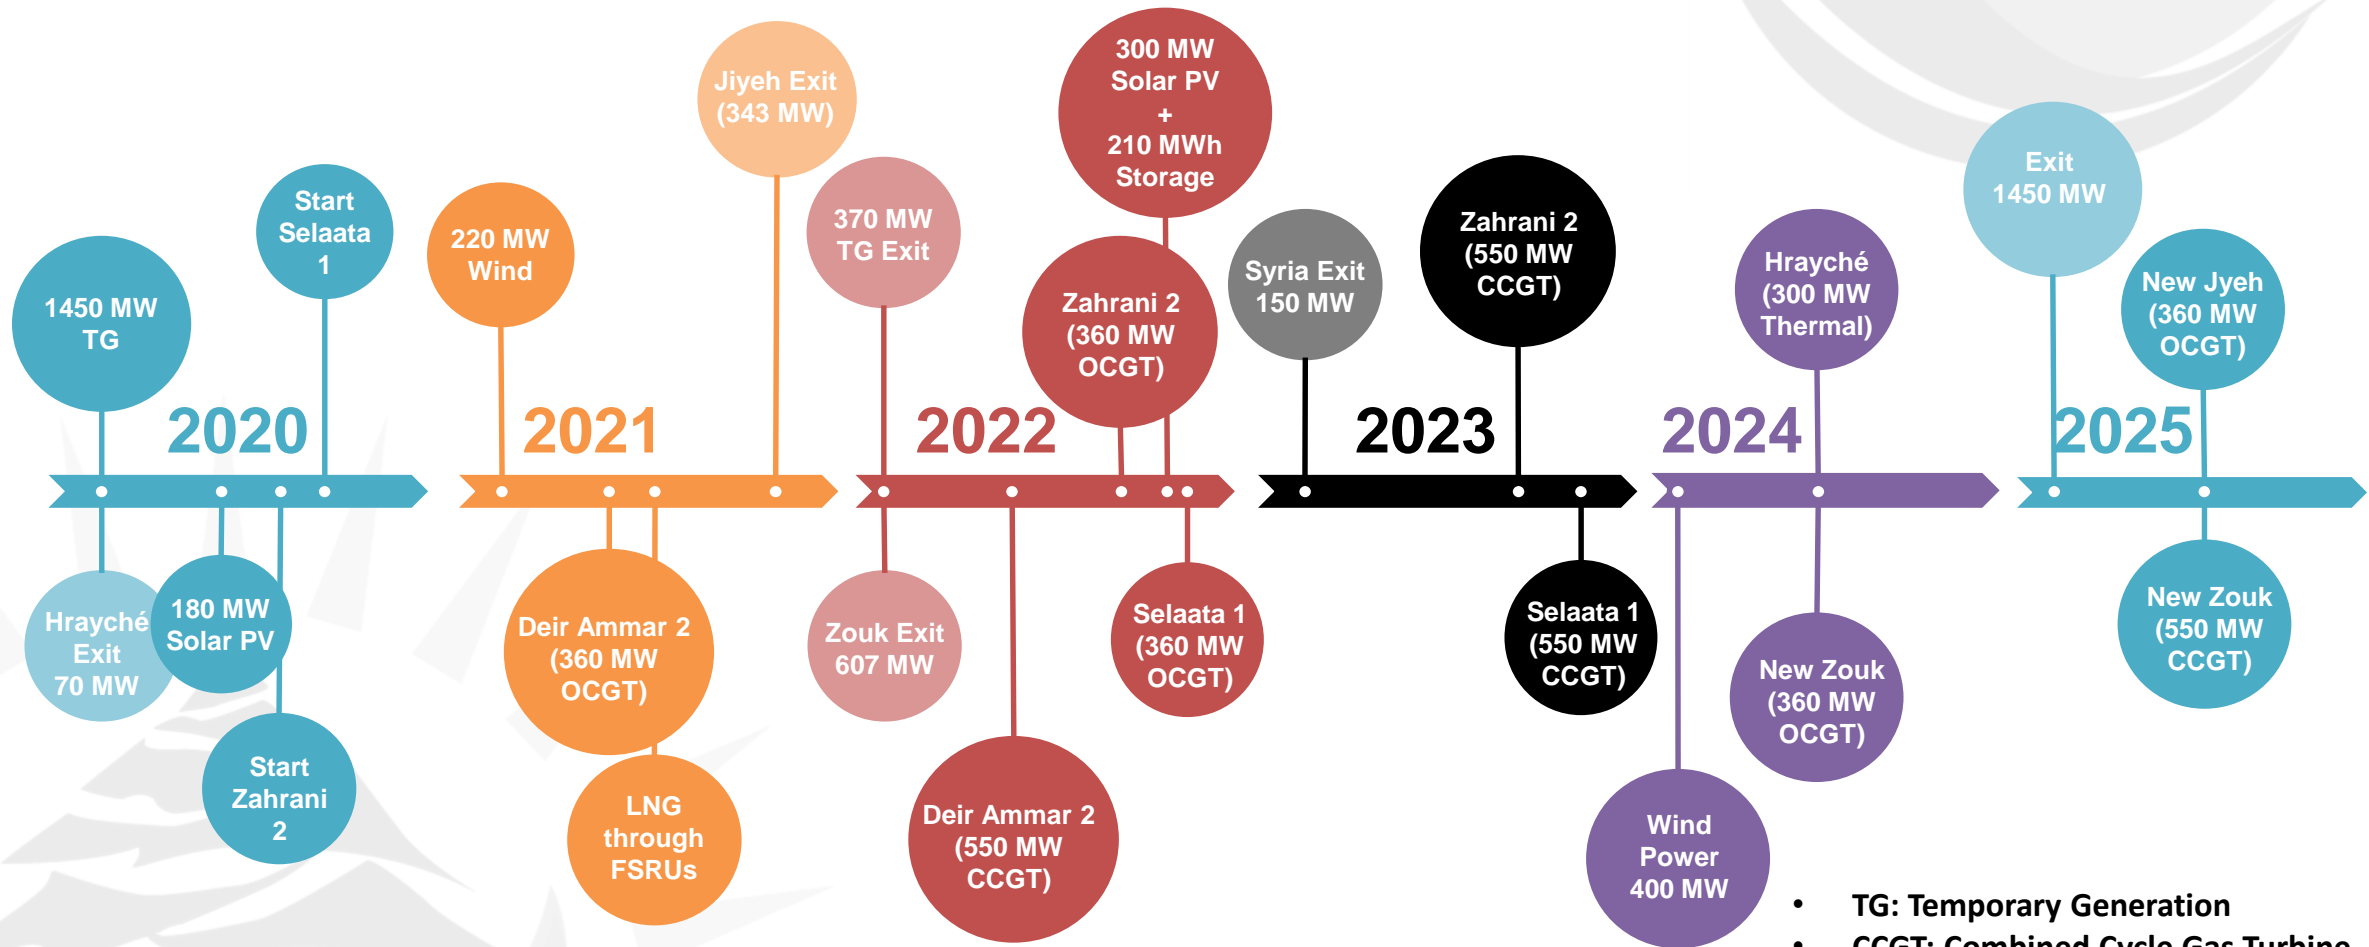 1450 MW
TG
Hrayché
Exit
70 MW
2020
180 MW
Solar PV
Start
Zahrani
2
Start
Selaata
1
220 MW
Wind
2021
Deir Ammar 2
(360 MW
OCGT)
LNG
through
FSRUs
Jiyeh Exit
(343 MW)
370 MW
TG Exit
Zouk Exit
607 MW
2022
Deir Ammar 2
(550 MW
CCGT)
Zahrani 2
(360 MW
OCGT)
300 MW
Solar PV
+
210 MWh
Storage
Selaata 1
(360 MW
OCGT)
Syria Exit
150 MW
2023
Zahrani 2
(550 MW
CCGT)
Selaata 1
(550 MW
CCGT)
2024
Wind
Power
400 MW
Hrayché
(300 MW
Thermal)
New Zouk
(360 MW
OCGT)
Exit
1450 MW
2025
New Jyeh
(360 MW
OCGT)
New Zouk
(550 MW
CCGT)
• TG: Temporary Generation
• CCGT: Combined Cycle Gas Turbine